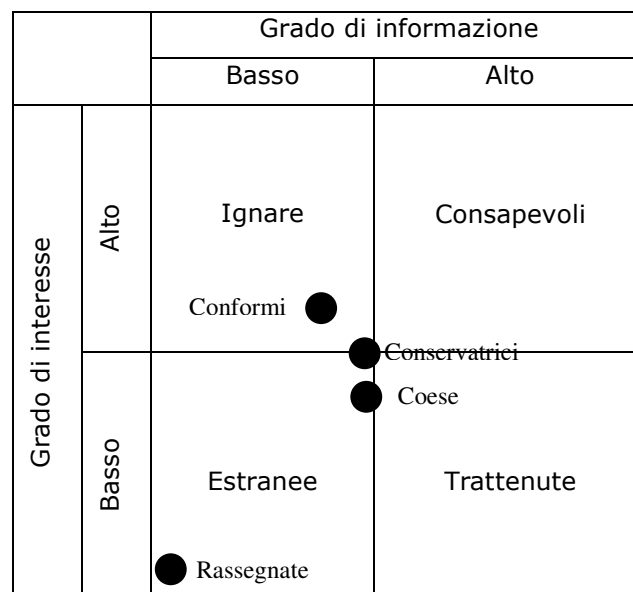 Grado di informazione
Basso
Alto
Grado di interesse
Alto
Ignare
Consapevoli
Conformi
Conservatrici
Coese
Basso
Estranee
Trattenute
Rassegnate